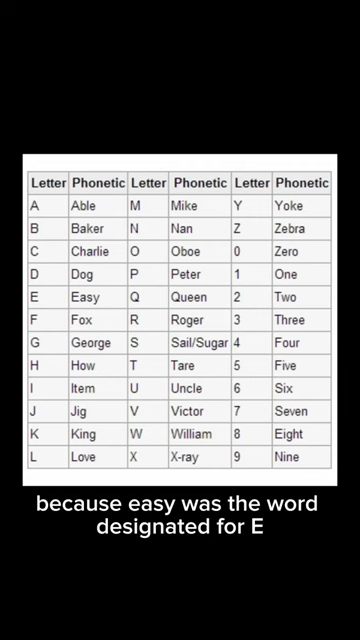 Letter Phonetic Letter Phonetic Letter Phonetic
A Able M Mike Y Yoke
B Baker N Nan Z Zebra
C Charlie O Oboe 0 Zero
D Dog P Peter 1 One
E Easy Q Queen 2 Two
F Fox R Roger 3 Three
G George S Sail/Sugar 4 Four
H How T Tare 5 Five
I Item U Uncle 6 Six
J Jig V Victor 7 Seven
K King W William 8 Eight
L Love X X-ray 9 Nine
because easy was the word
designated for E